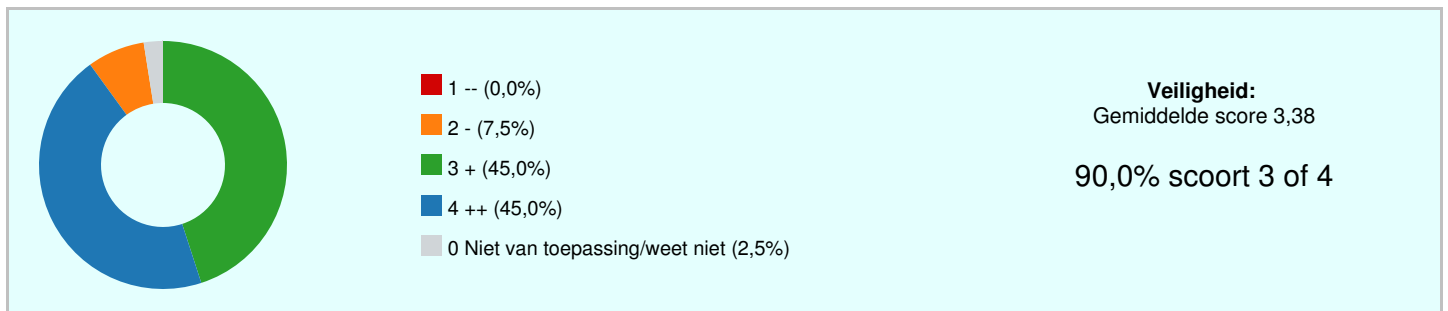 1 -- (0,0%)
2 - (7,5%)
3 + (45,0%)
4 ++ (45,0%)
0 Niet van toepassing/weet niet (2,5%)
Veiligheid:
Gemiddelde score 3,38
90,0% scoort 3 of 4